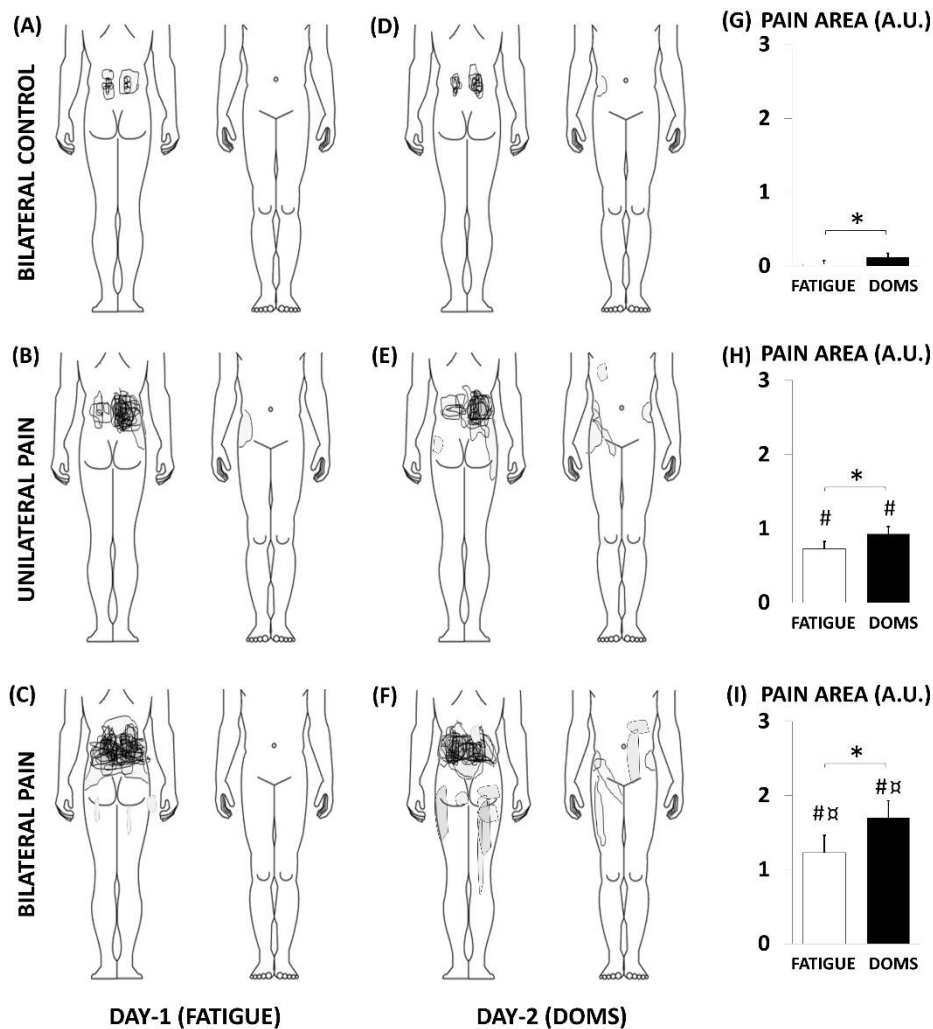 (A)
(D)
(G) PAIN AREA (A.U.)
BILATERAL CONTROL
3
2
1
*
0
FATIGUE DOMS
(B)
(E)
(H) PAIN AREA (A.U.)
UNILATERAL PAIN
3
2
*
# #
1
0
FATIGUE DOMS
(C)
(F)
(I) PAIN AREA (A.U.)
BILATERAL PAIN
3
*
2
#¤ #¤
1
0
FATIGUE DOMS
DAY-1 (FATIGUE)
DAY-2 (DOMS)